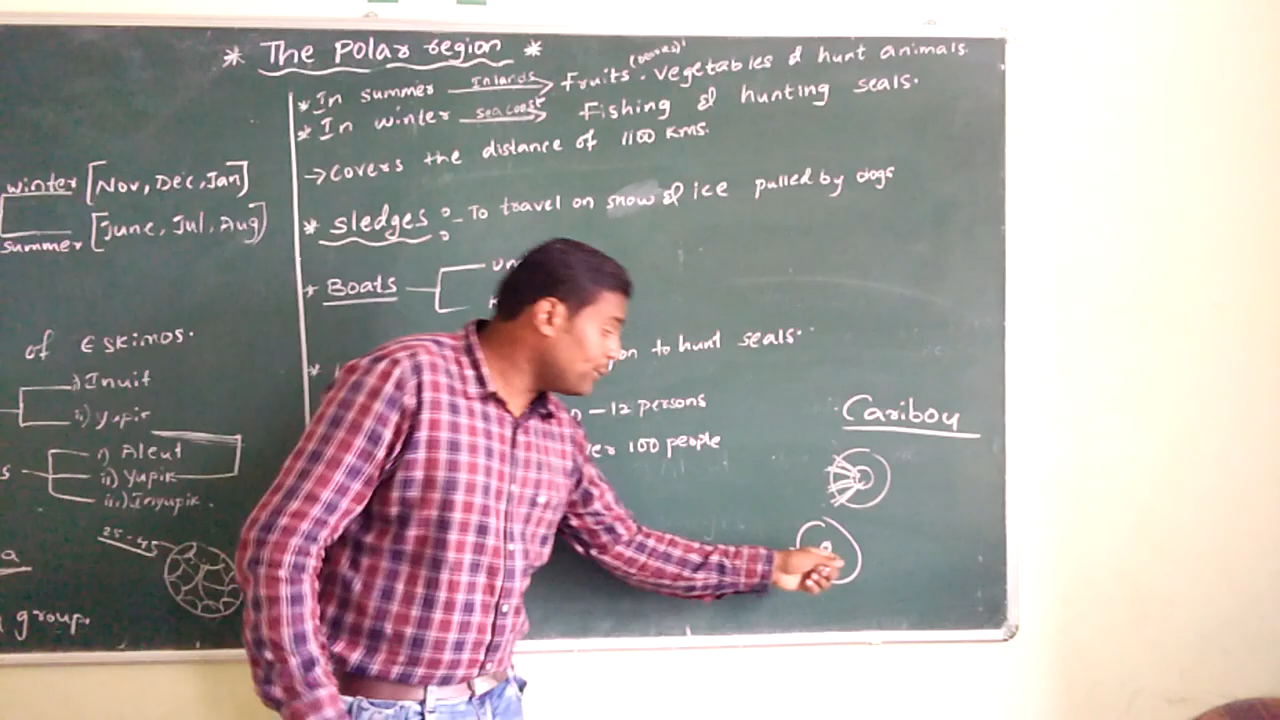 * The Polar region *
* In summer Inlands Fruits. Vegetables & hunt animals.
* In winter sea coast Fishing & hunting seals.
→ Covers the distance of 1100 Kms.
* Sledges :- To travel on snow & ice pulled by dogs
* Boats
to hunt seals.
- 12 persons
100 people
Cariboy
winter [Nov, Dec, Jan]
summer [June, Jul, Aug]
of Eskimos.
i) Inuit
ii) yupic
i) Aleut
ii) Yupik
iii) Inyupik.
25-45
a
group.